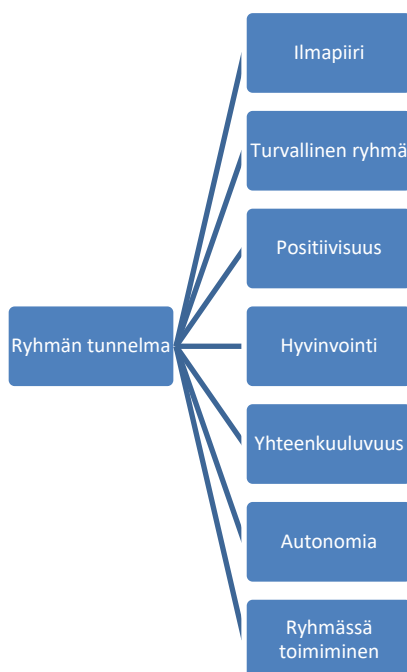 Ilmapiiri
Turvallinen ryhmä
Positiivisuus
Ryhmän tunnelma
Hyvinvointi
Yhteenkuuluvuus
Autonomia
Ryhmässä
toimiminen